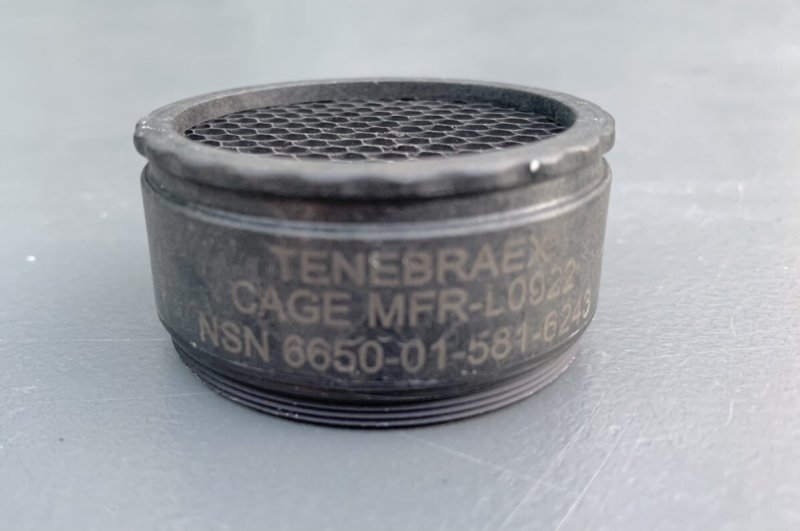 TENEBRAEX
CAGE MFR-L0922
NSN 6650-01-581-6243